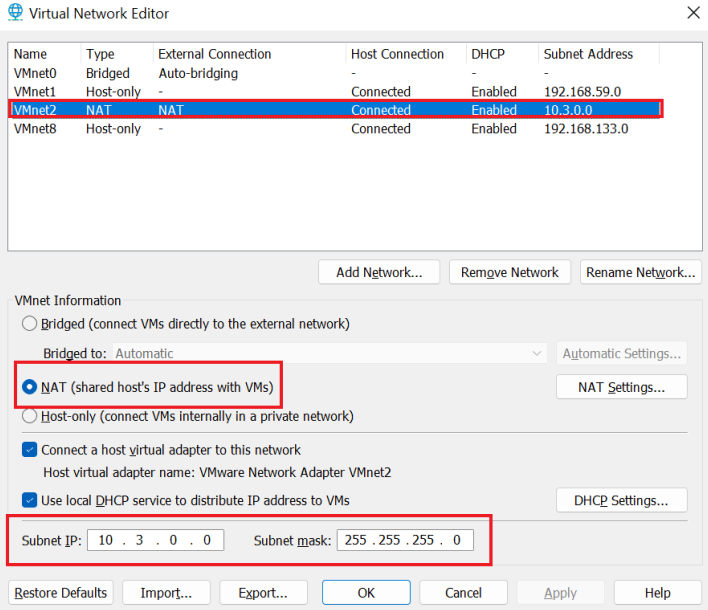 Virtual Network Editor
Name Type External Connection Host Connection DHCP Subnet Address
VMnet0 Bridged Auto-bridging - - -
VMnet1 Host-only - Connected Enabled 192.168.59.0
VMnet2 NAT NAT Connected Enabled 10.3.0.0
VMnet8 Host-only - Connected Enabled 192.168.133.0
Add Network... Remove Network Rename Network...
VMnet Information
Bridged (connect VMs directly to the external network)
Bridged to: Automatic Automatic Settings...
NAT (shared host's IP address with VMs) NAT Settings...
Host-only (connect VMs internally in a private network)
Connect a host virtual adapter to this network
Host virtual adapter name: VMware Network Adapter VMnet2
Use local DHCP service to distribute IP address to VMs DHCP Settings...
Subnet IP: 10 . 3 . 0 . 0 Subnet mask: 255 . 255 . 255 . 0
Restore Defaults Import... Export... OK Cancel Apply Help